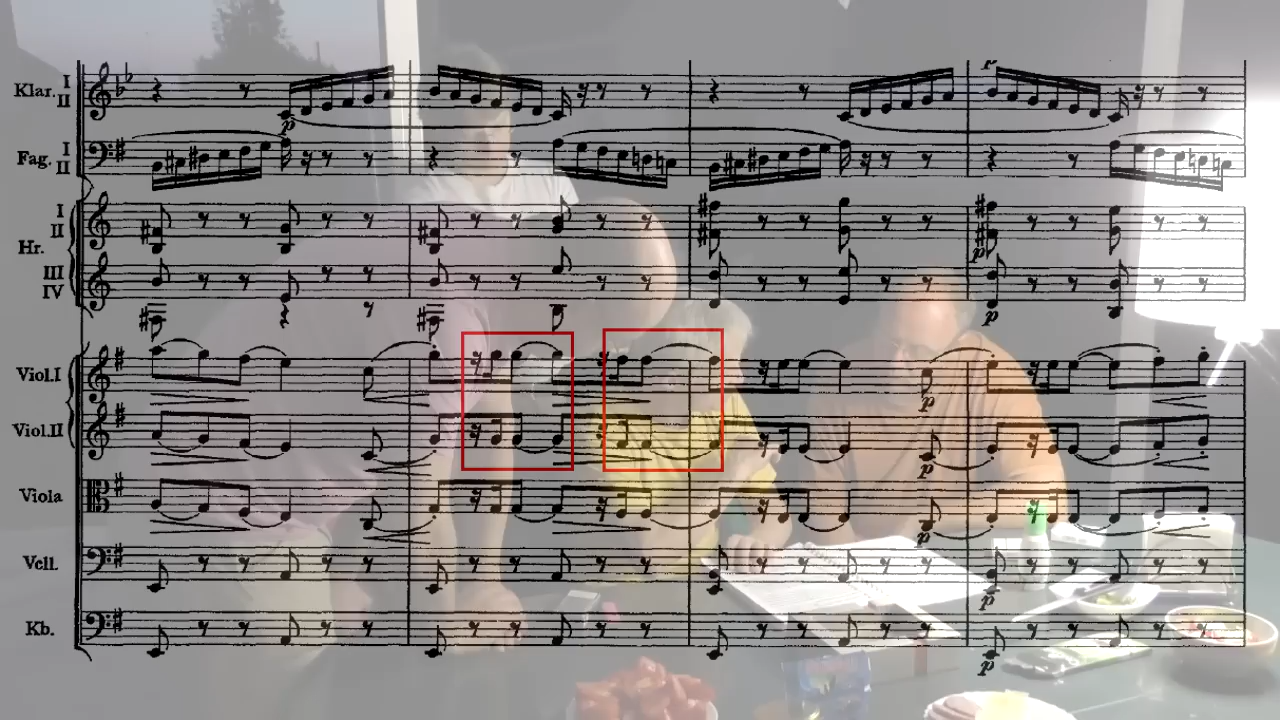 Klar. I II
p
Fag. I II
Hr. I II
III IV
p
p
Viol. I
p
Viol. II
p
Viola
p
Vcll.
p
Kb.
p